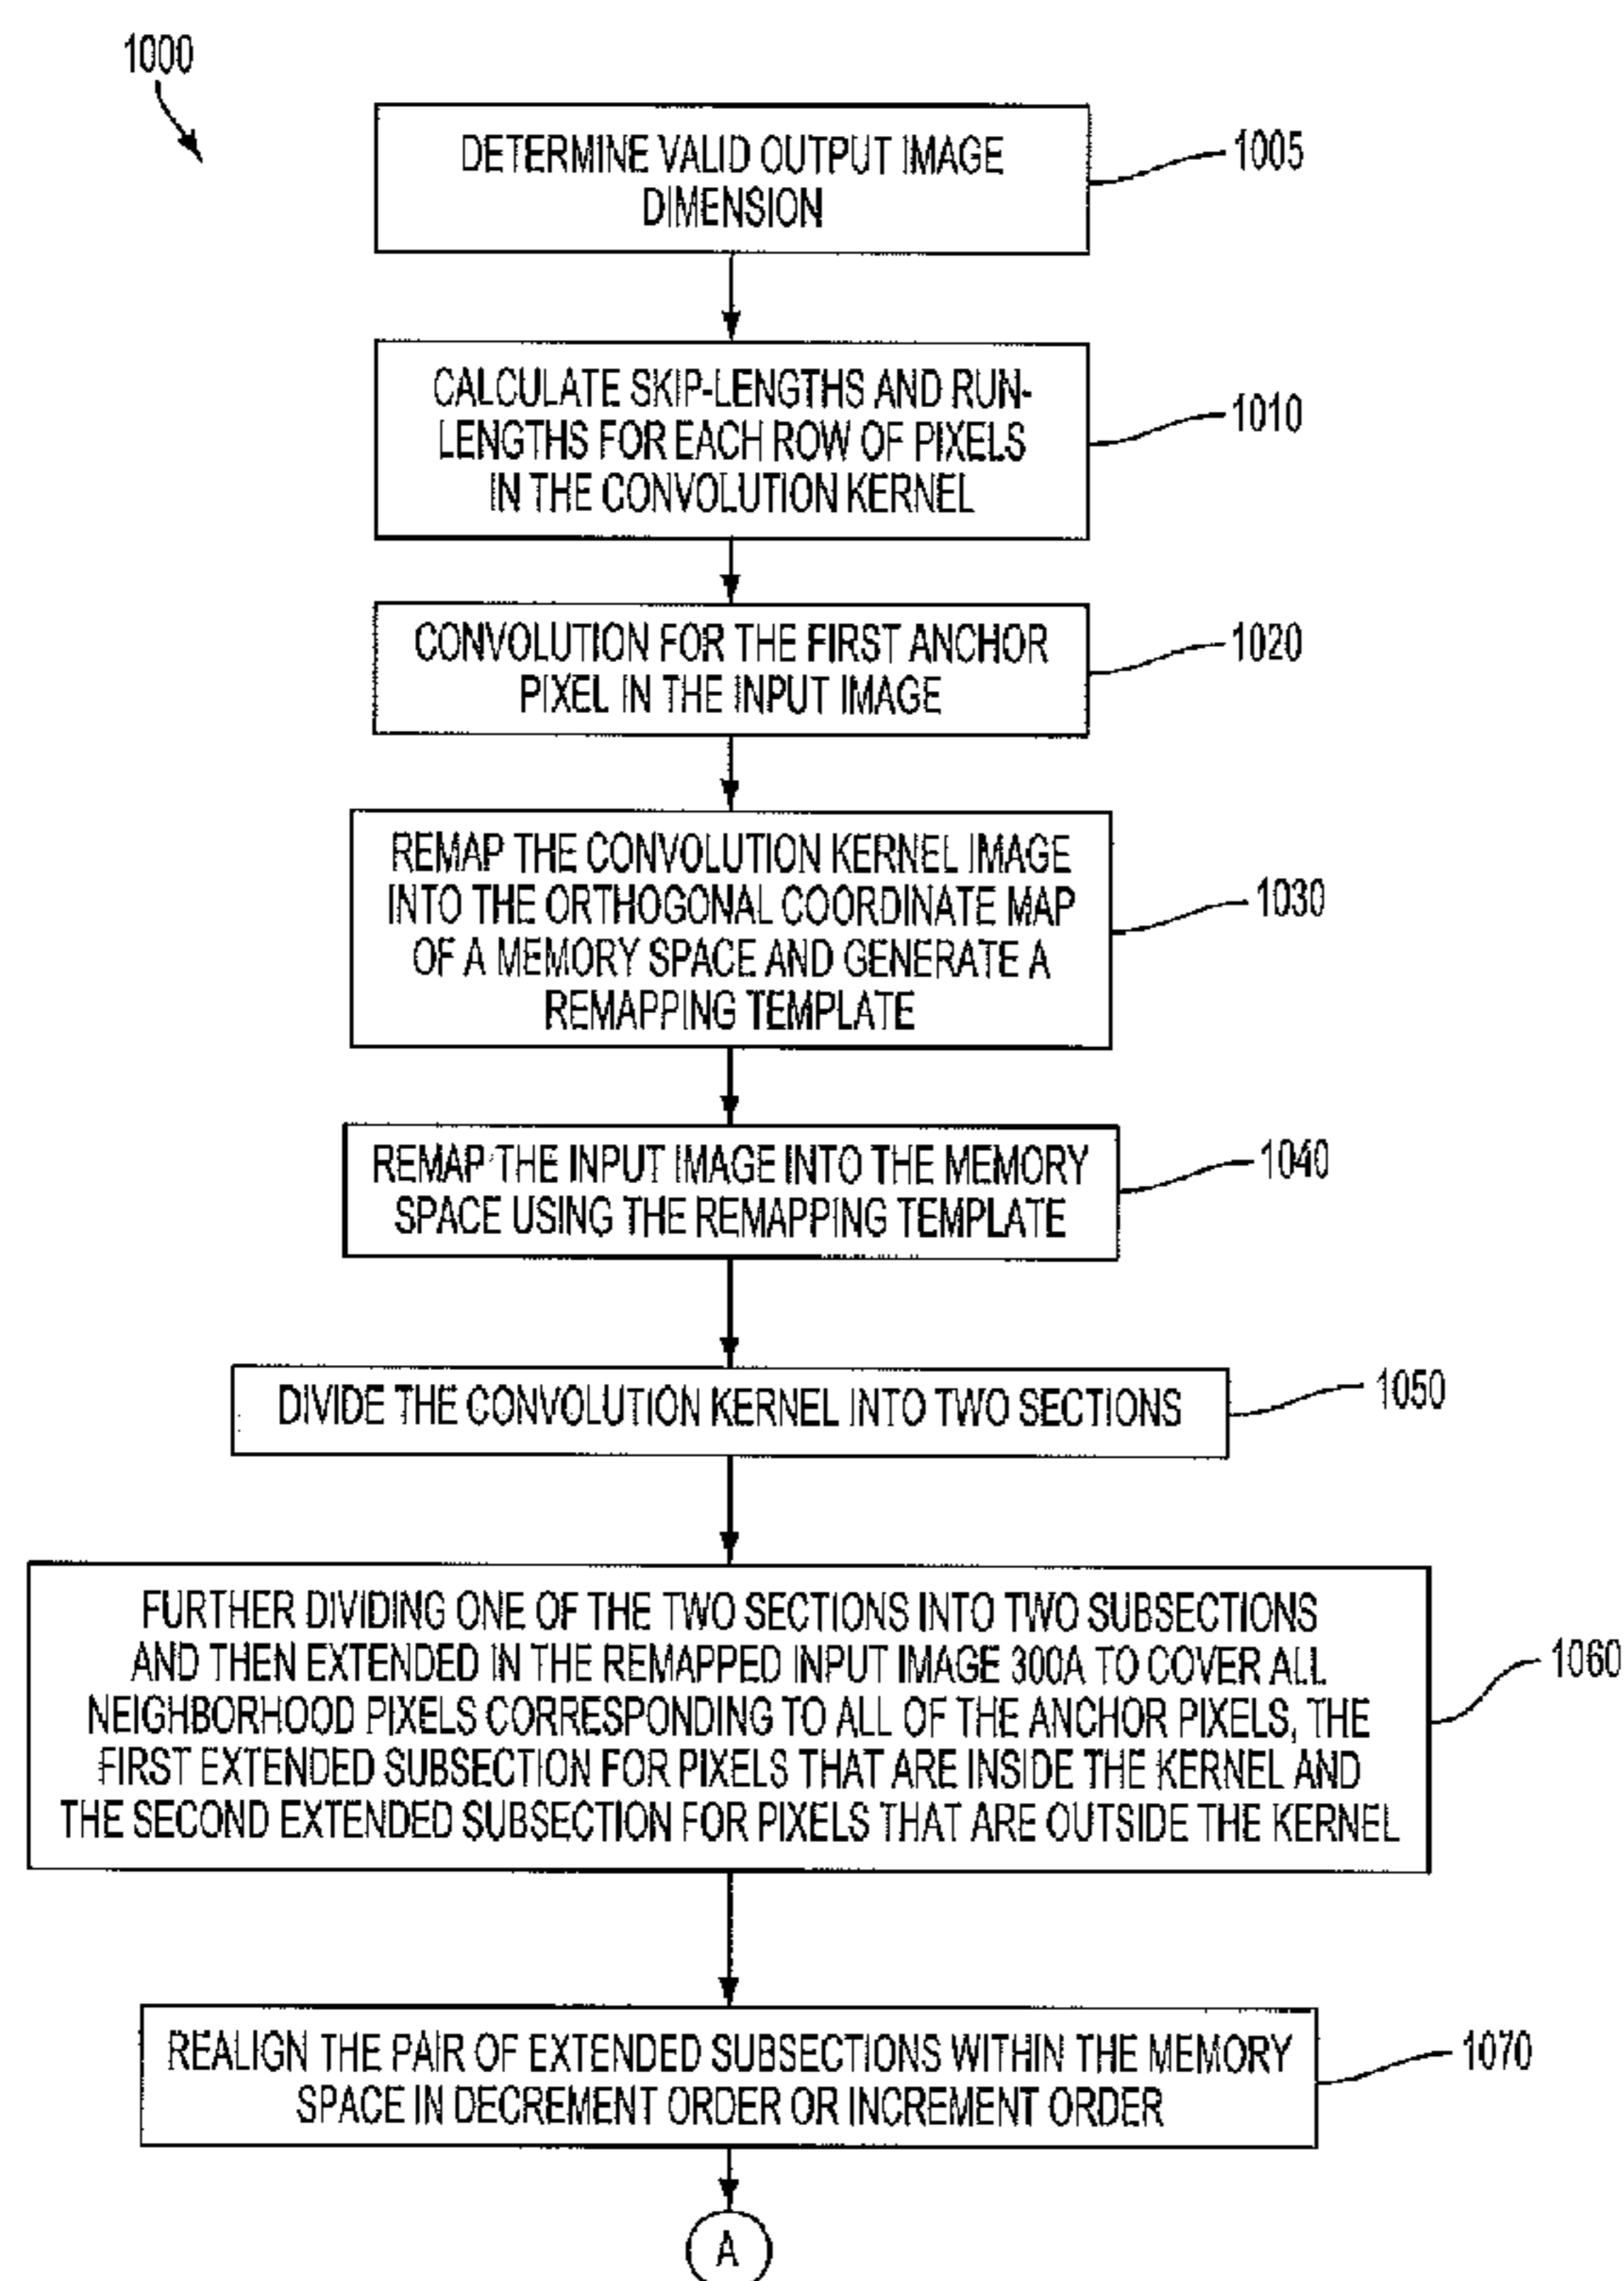 1000
DETERMINE VALID OUTPUT IMAGE
DIMENSION
1005
CALCULATE SKIP-LENGTHS AND RUN-
LENGTHS FOR EACH ROW OF PIXELS
IN THE CONVOLUTION KERNEL
1010
CONVOLUTION FOR THE FIRST ANCHOR
PIXEL IN THE INPUT IMAGE
1020
REMAP THE CONVOLUTION KERNEL IMAGE
INTO THE ORTHOGONAL COORDINATE MAP
OF A MEMORY SPACE AND GENERATE A
REMAPPING TEMPLATE
1030
REMAP THE INPUT IMAGE INTO THE MEMORY
SPACE USING THE REMAPPING TEMPLATE
1040
DIVIDE THE CONVOLUTION KERNEL INTO TWO SECTIONS
1050
FURTHER DIVIDING ONE OF THE TWO SECTIONS INTO TWO SUBSECTIONS
AND THEN EXTENDED IN THE REMAPPED INPUT IMAGE 300A TO COVER ALL
NEIGHBORHOOD PIXELS CORRESPONDING TO ALL OF THE ANCHOR PIXELS, THE
FIRST EXTENDED SUBSECTION FOR PIXELS THAT ARE INSIDE THE KERNEL AND
THE SECOND EXTENDED SUBSECTION FOR PIXELS THAT ARE OUTSIDE THE KERNEL
1060
REALIGN THE PAIR OF EXTENDED SUBSECTIONS WITHIN THE MEMORY
SPACE IN DECREMENT ORDER OR INCREMENT ORDER
1070
A